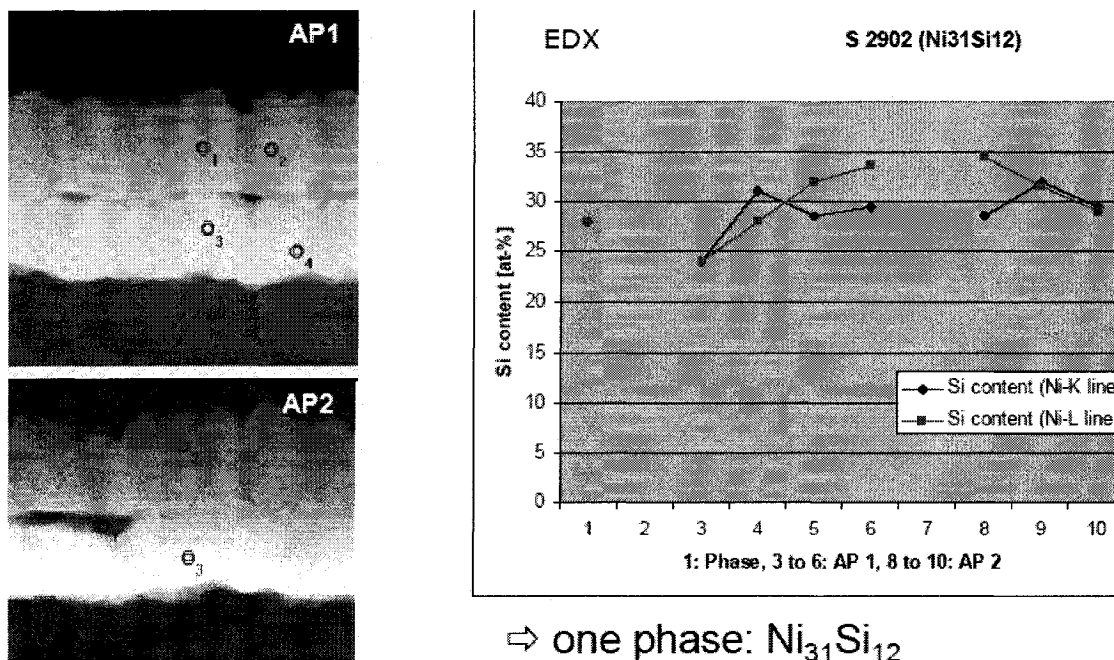 AP1
1 2
3
4
AP2
3
EDX S 2902 (Ni31Si12)
40
35
30
25
20
15
10
5
0
Si content [at-%]
Si content (Ni-K line
Si content (Ni-L line
1 2 3 4 5 6 7 8 9 10
1: Phase, 3 to 6: AP 1, 8 to 10: AP 2
⇨ one phase: Ni₃₁Si₁₂